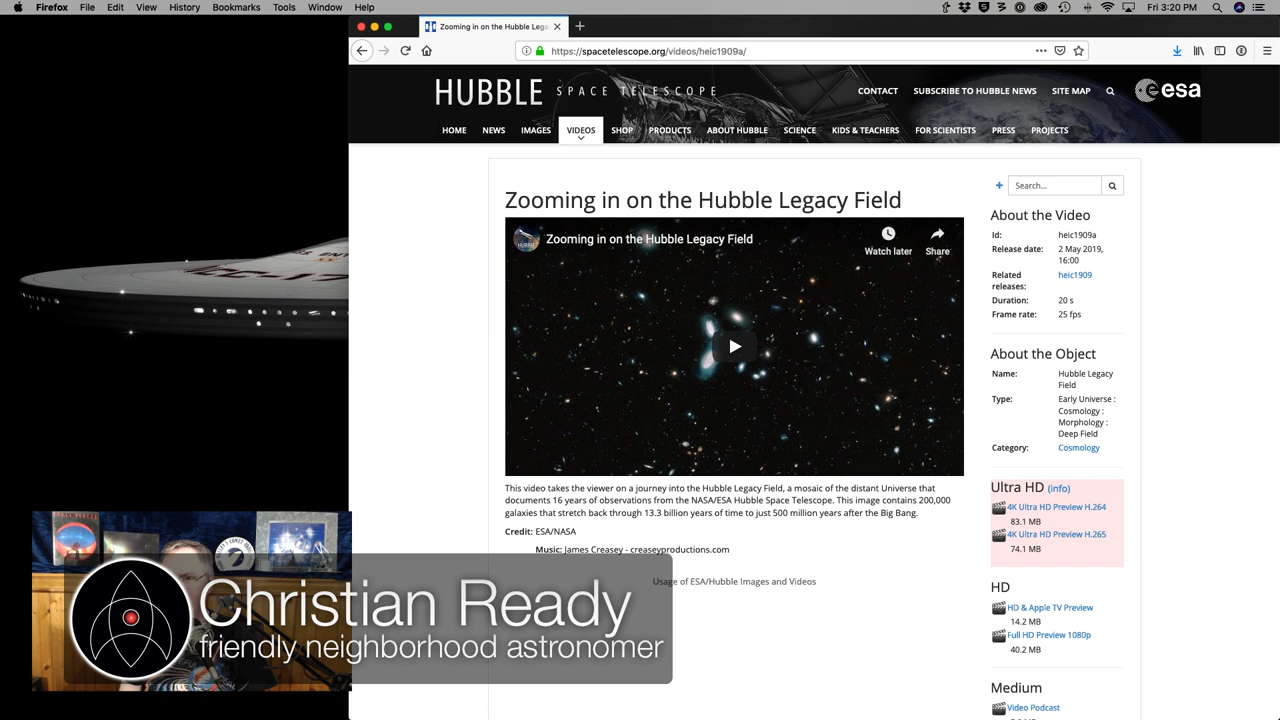 Firefox File Edit View History Bookmarks Tools Window Help
Fri 3:20 PM
Zooming in on the Hubble Lega
https://spacetelescope.org/videos/heic1909a/
HUBBLE SPACE TELESCOPE
CONTACT SUBSCRIBE TO HUBBLE NEWS SITE MAP
esa
HOME NEWS IMAGES VIDEOS SHOP PRODUCTS ABOUT HUBBLE SCIENCE KIDS & TEACHERS FOR SCIENTISTS PRESS PROJECTS
Zooming in on the Hubble Legacy Field
HUBBLE
Zooming in on the Hubble Legacy Field
Watch later
Share
This video takes the viewer on a journey into the Hubble Legacy Field, a mosaic of the distant Universe that
documents 16 years of observations from the NASA/ESA Hubble Space Telescope. This image contains 200,000
galaxies that stretch back through 13.3 billion years of time to just 500 million years after the Big Bang.
Credit: ESA/NASA
Music: James Creasey - creaseyproductions.com
Usage of ESA/Hubble Images and Videos
Search...
About the Video
Id: heic1909a
Release date: 2 May 2019,
16:00
Related heic1909
releases:
Duration: 20 s
Frame rate: 25 fps
About the Object
Name: Hubble Legacy
Field
Type: Early Universe :
Cosmology :
Morphology :
Deep Field
Category: Cosmology
Ultra HD (info)
4K Ultra HD Preview H.264
83.1 MB
4K Ultra HD Preview H.265
74.1 MB
HD
HD & Apple TV Preview
14.2 MB
Full HD Preview 1080p
40.2 MB
Medium
Video Podcast
Christian Ready
friendly neighborhood astronomer